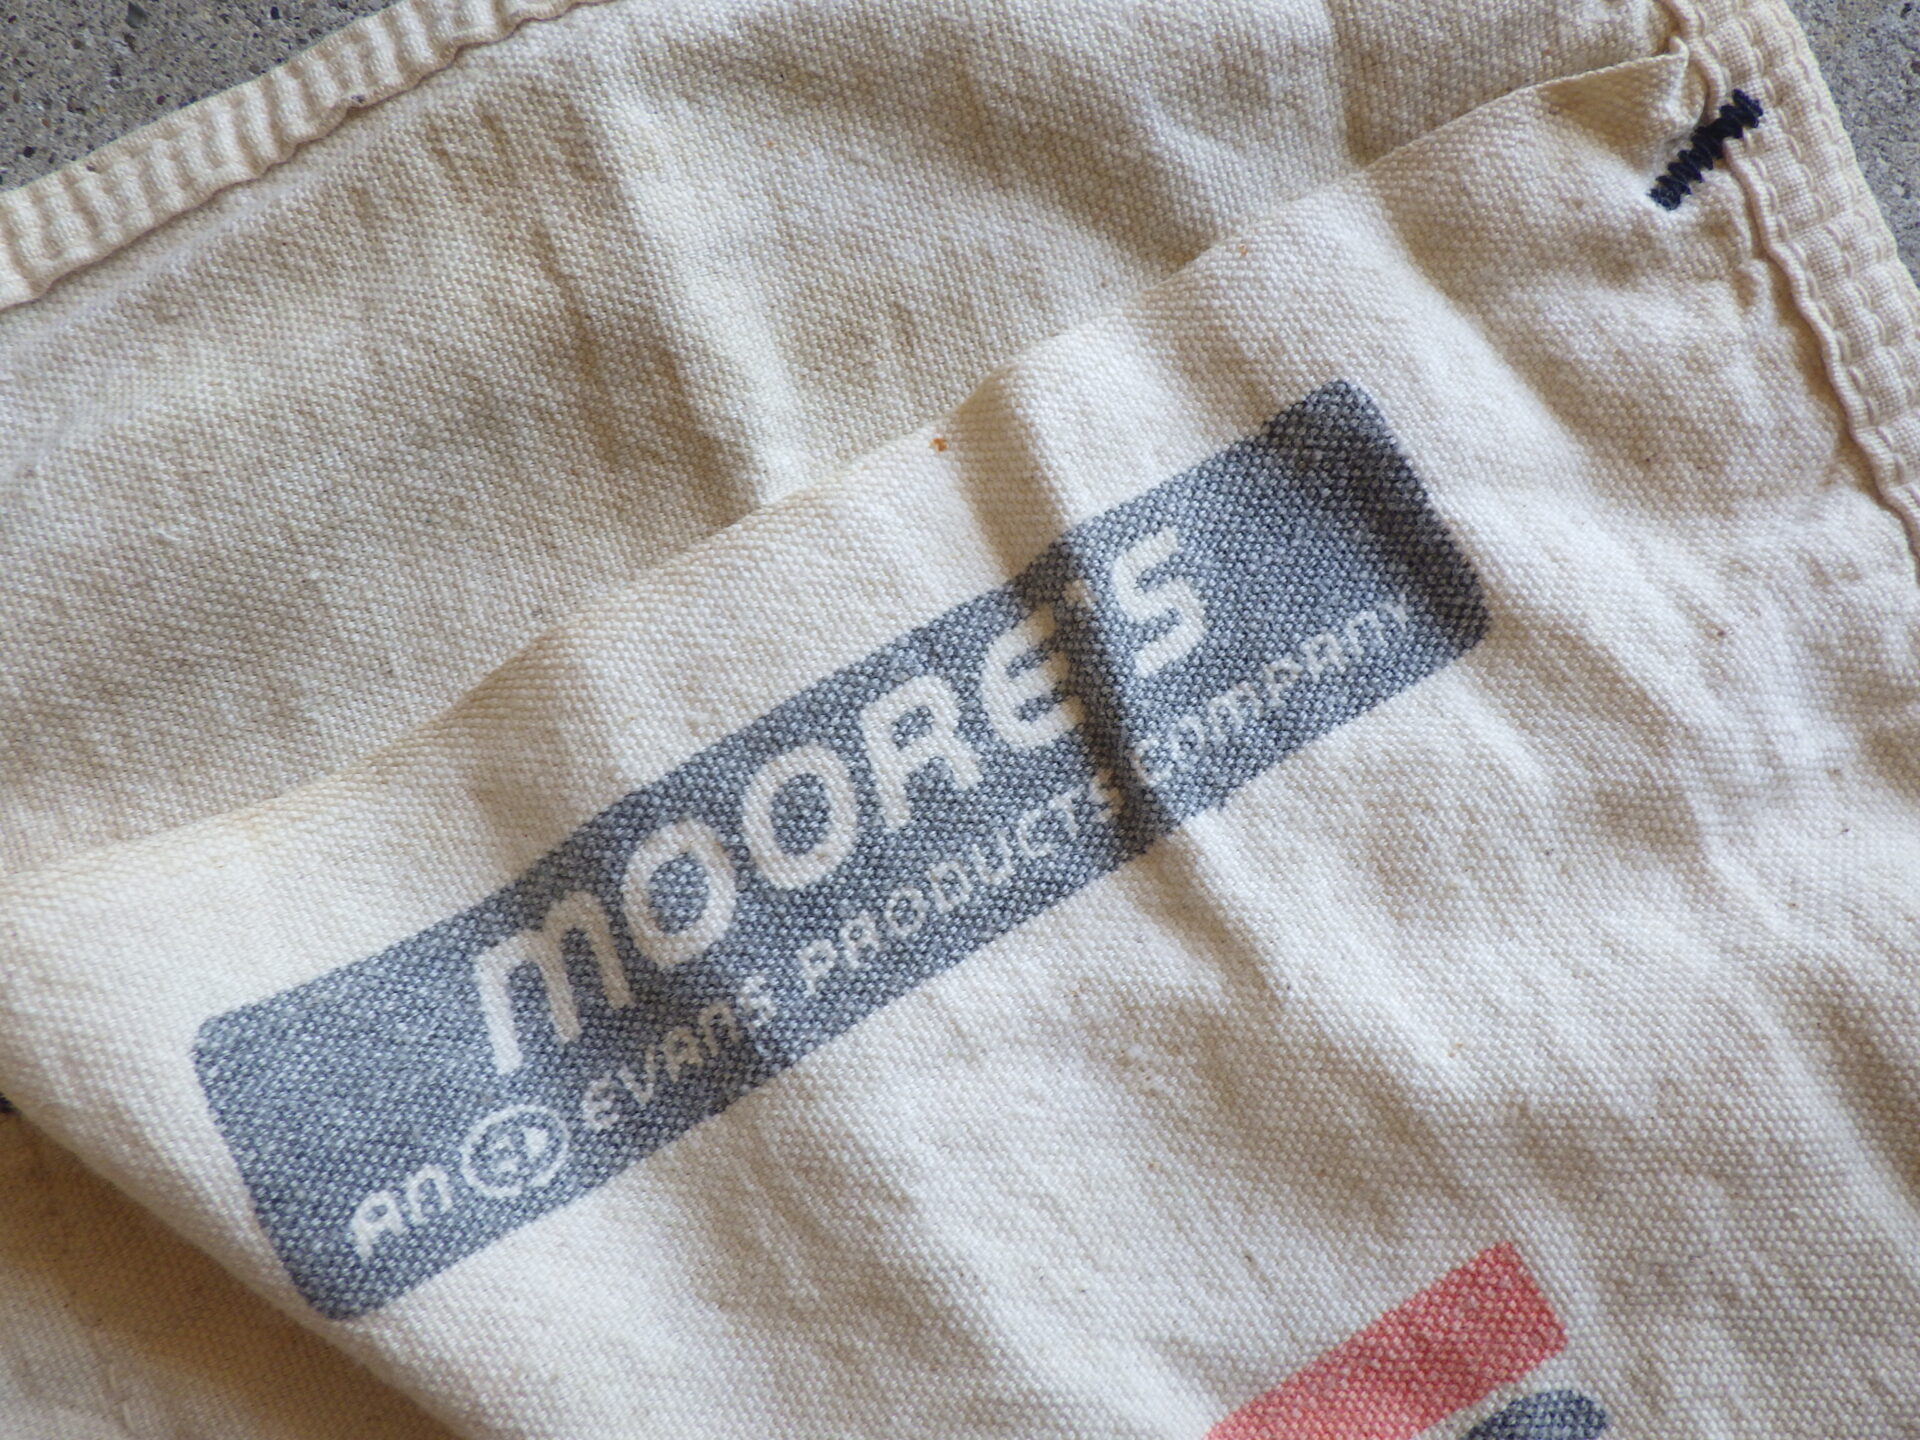 MOORE'S
AN EVANS PRODUCTS COMPANY